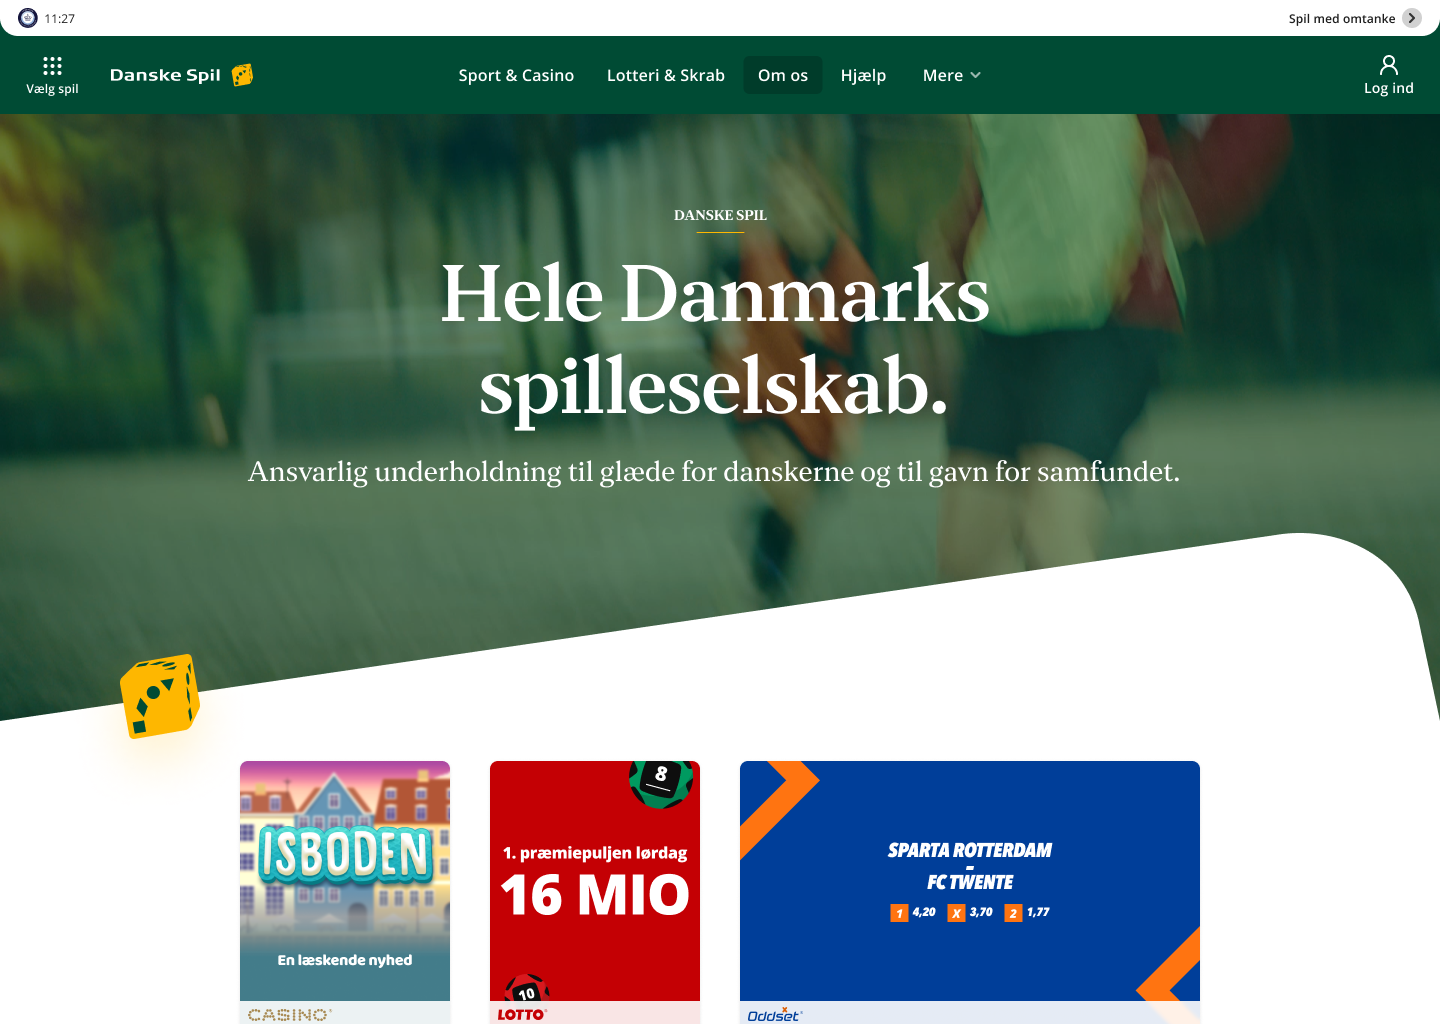 11:27
Spil med omtanke
Vælg spil
Danske Spil
Sport & Casino
Lotteri & Skrab
Om os
Hjælp
Mere
Log ind
DANSKE SPIL
Hele Danmarks
spilleselskab.
Ansvarlig underholdning til glæde for danskerne og til gavn for samfundet.
ISBODEN
En læskende nyhed
CASINO
8
1. præmiepuljen lørdag
16 MIO
10
LOTTO
SPARTA ROTTERDAM
-
FC TWENTE
1 4,20 X 3,70 2 1,77
Oddset